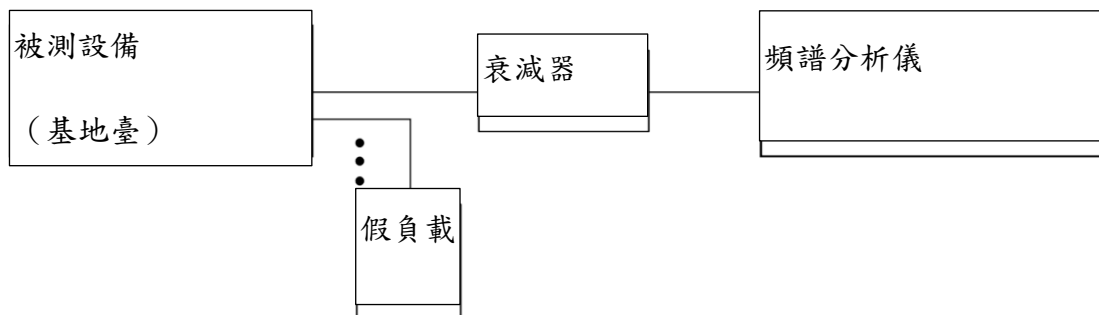 被測設備
（基地臺）
衰減器
頻譜分析儀
假負載